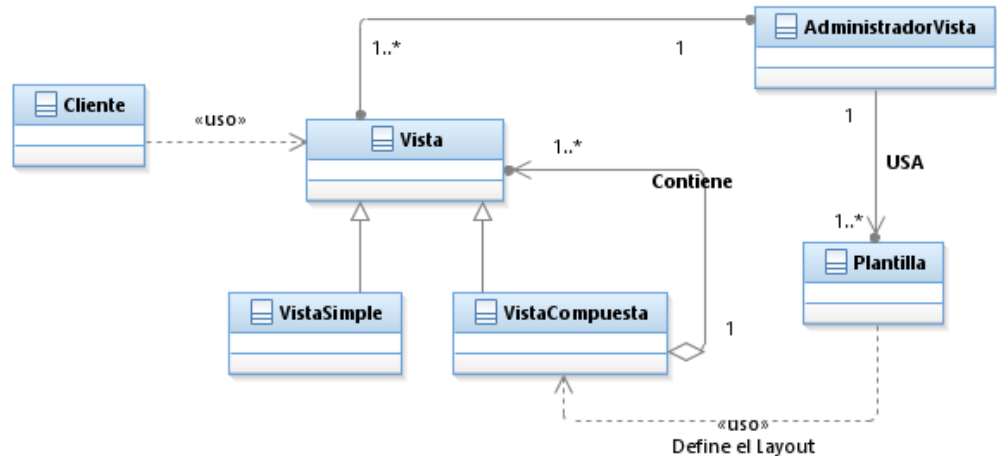 AdministradorVista
1..*
1
Cliente
«uso»
Vista
1
1..*
USA
Contiene
1..*
Plantilla
VistaSimple
VistaCompuesta
1
«uso»
Define el Layout